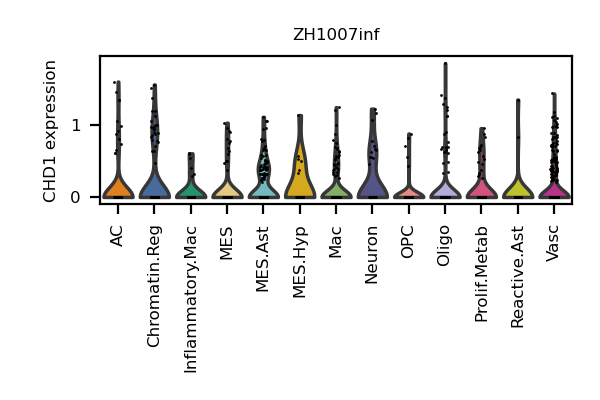 ZH1007inf
CHD1 expression
1
0
AC
Chromatin.Reg
Inflammatory.Mac
MES
MES.Ast
MES.Hyp
Mac
Neuron
OPC
Oligo
Prolif.Metab
Reactive.Ast
Vasc